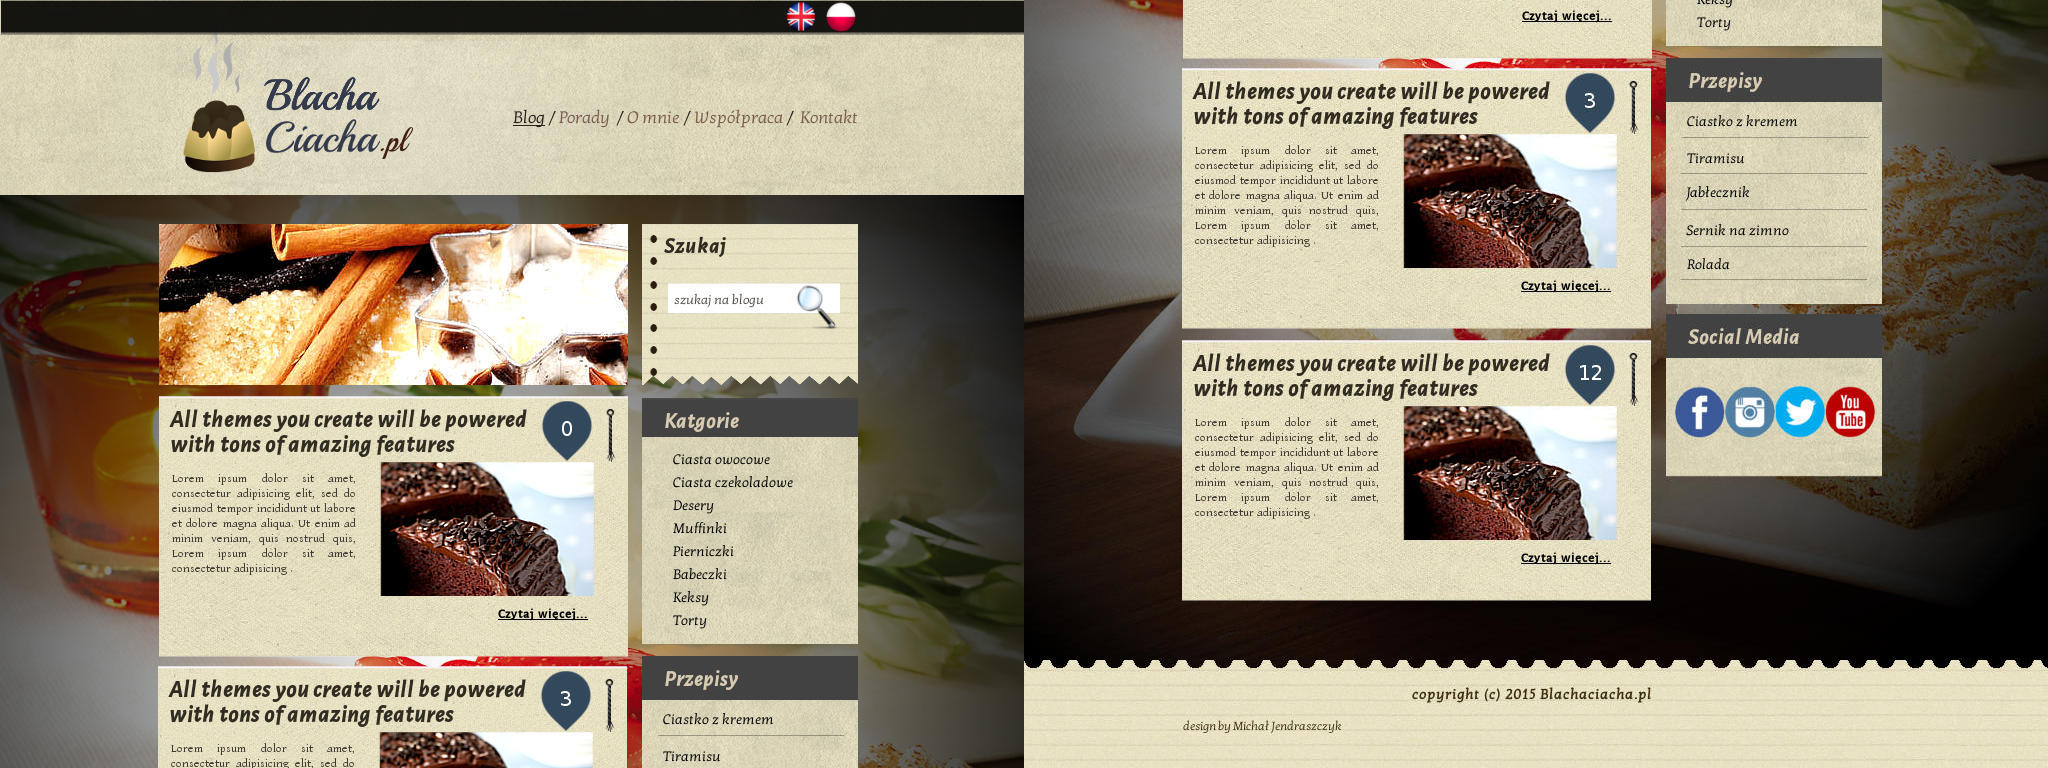 Blacha
Ciacha.pl
Blog / Porady / O mnie / Współpraca / Kontakt
Szukaj
szukaj na blogu
All themes you create will be powered
with tons of amazing features
0
Lorem ipsum dolor sit amet,
consectetur adipisicing elit, sed do
eiusmod tempor incididunt ut labore
et dolore magna aliqua. Ut enim ad
minim veniam, quis nostrud quis,
Lorem ipsum dolor sit amet,
consectetur adipisicing .
Czytaj więcej...
Katgorie
Ciasta owocowe
Ciasta czekoladowe
Desery
Muffinki
Pierniczki
Babeczki
Keksy
Torty
All themes you create will be powered
with tons of amazing features
3
Lorem ipsum dolor sit amet,
consectetur adipisicing elit, sed do
Przepisy
Ciastko z kremem
Tiramisu
Czytaj więcej...
Keksy
Torty
All themes you create will be powered
with tons of amazing features
3
Lorem ipsum dolor sit amet,
consectetur adipisicing elit, sed do
eiusmod tempor incididunt ut labore
et dolore magna aliqua. Ut enim ad
minim veniam, quis nostrud quis,
Lorem ipsum dolor sit amet,
consectetur adipisicing .
Czytaj więcej...
Przepisy
Ciastko z kremem
Tiramisu
Jabłecznik
Sernik na zimno
Rolada
All themes you create will be powered
with tons of amazing features
12
Lorem ipsum dolor sit amet,
consectetur adipisicing elit, sed do
eiusmod tempor incididunt ut labore
et dolore magna aliqua. Ut enim ad
minim veniam, quis nostrud quis,
Lorem ipsum dolor sit amet,
consectetur adipisicing .
Czytaj więcej...
Social Media
f
You
Tube
copyright (c) 2015 Blachaciacha.pl
design by Michał Jendraszczyk